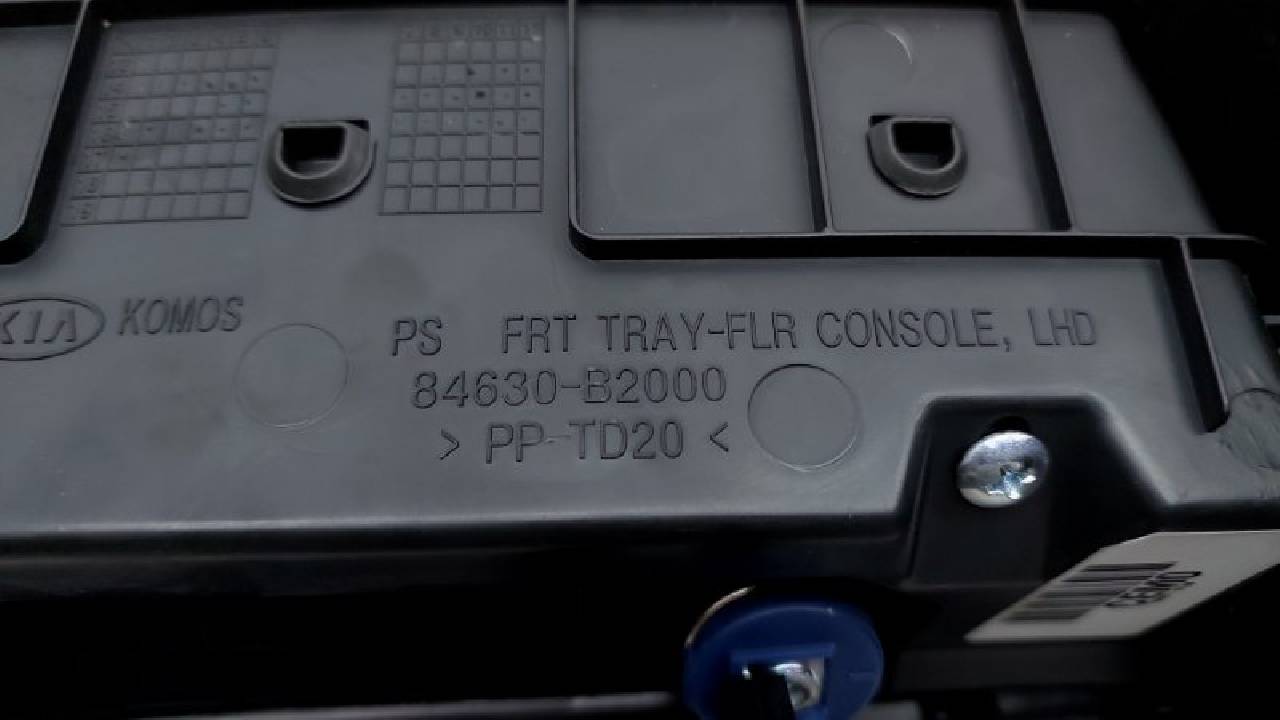 KIA KOMOS
PS FRT TRAY-FLR CONSOLE, LHD
84630-B2000
> PP-TD20 <